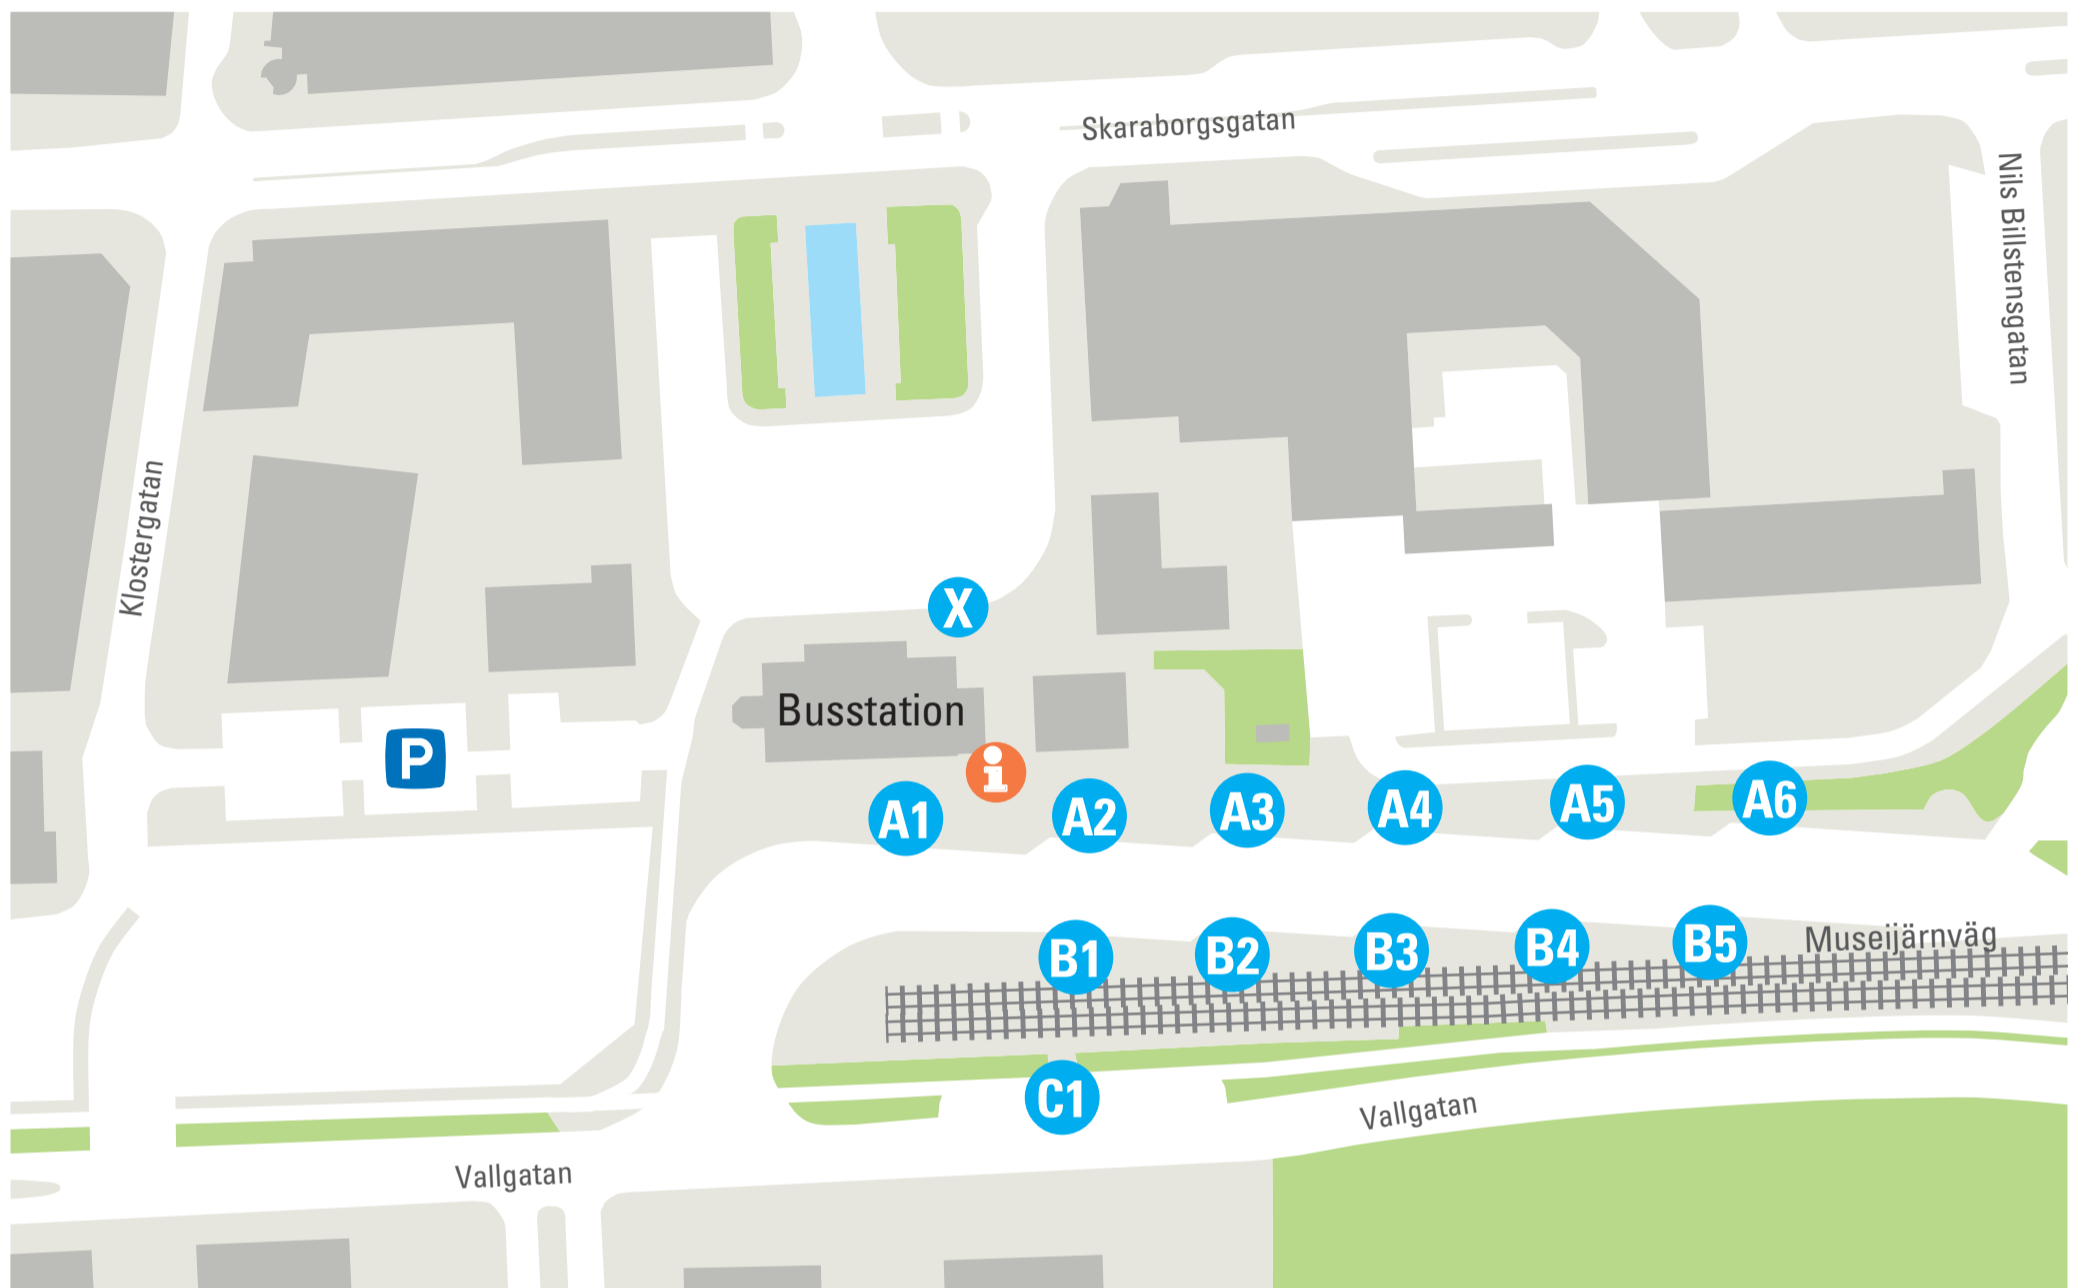 Skaraborgsgatan
Nils Billstensgatan
Klostergatan
X
Busstation
P
i
A1
A2
A3
A4
A5
A6
B1
B2
B3
B4
B5
Museijärnväg
C1
Vallgatan
Vallgatan